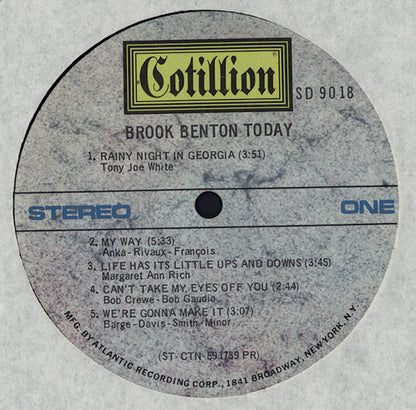 Cotillion
SD 9018
BROOK BENTON TODAY
1. RAINY NIGHT IN GEORGIA (3:51)
Tony Joe White
STEREO ONE
2. MY WAY (5:33)
Anka-Rivaux-François
3. LIFE HAS ITS LITTLE UPS AND DOWNS (3:45)
Margaret Ann Rich
4. CAN'T TAKE MY EYES OFF YOU (2:44)
Bob Crewe-Bob Gaudio
5. WE'RE GONNA MAKE IT (3:07)
Barge-Davis-Smith-Minor
(ST-CTN-691789 PR)
MFG. BY ATLANTIC RECORDING CORP., 1841 BROADWAY, NEW YORK, N.Y.